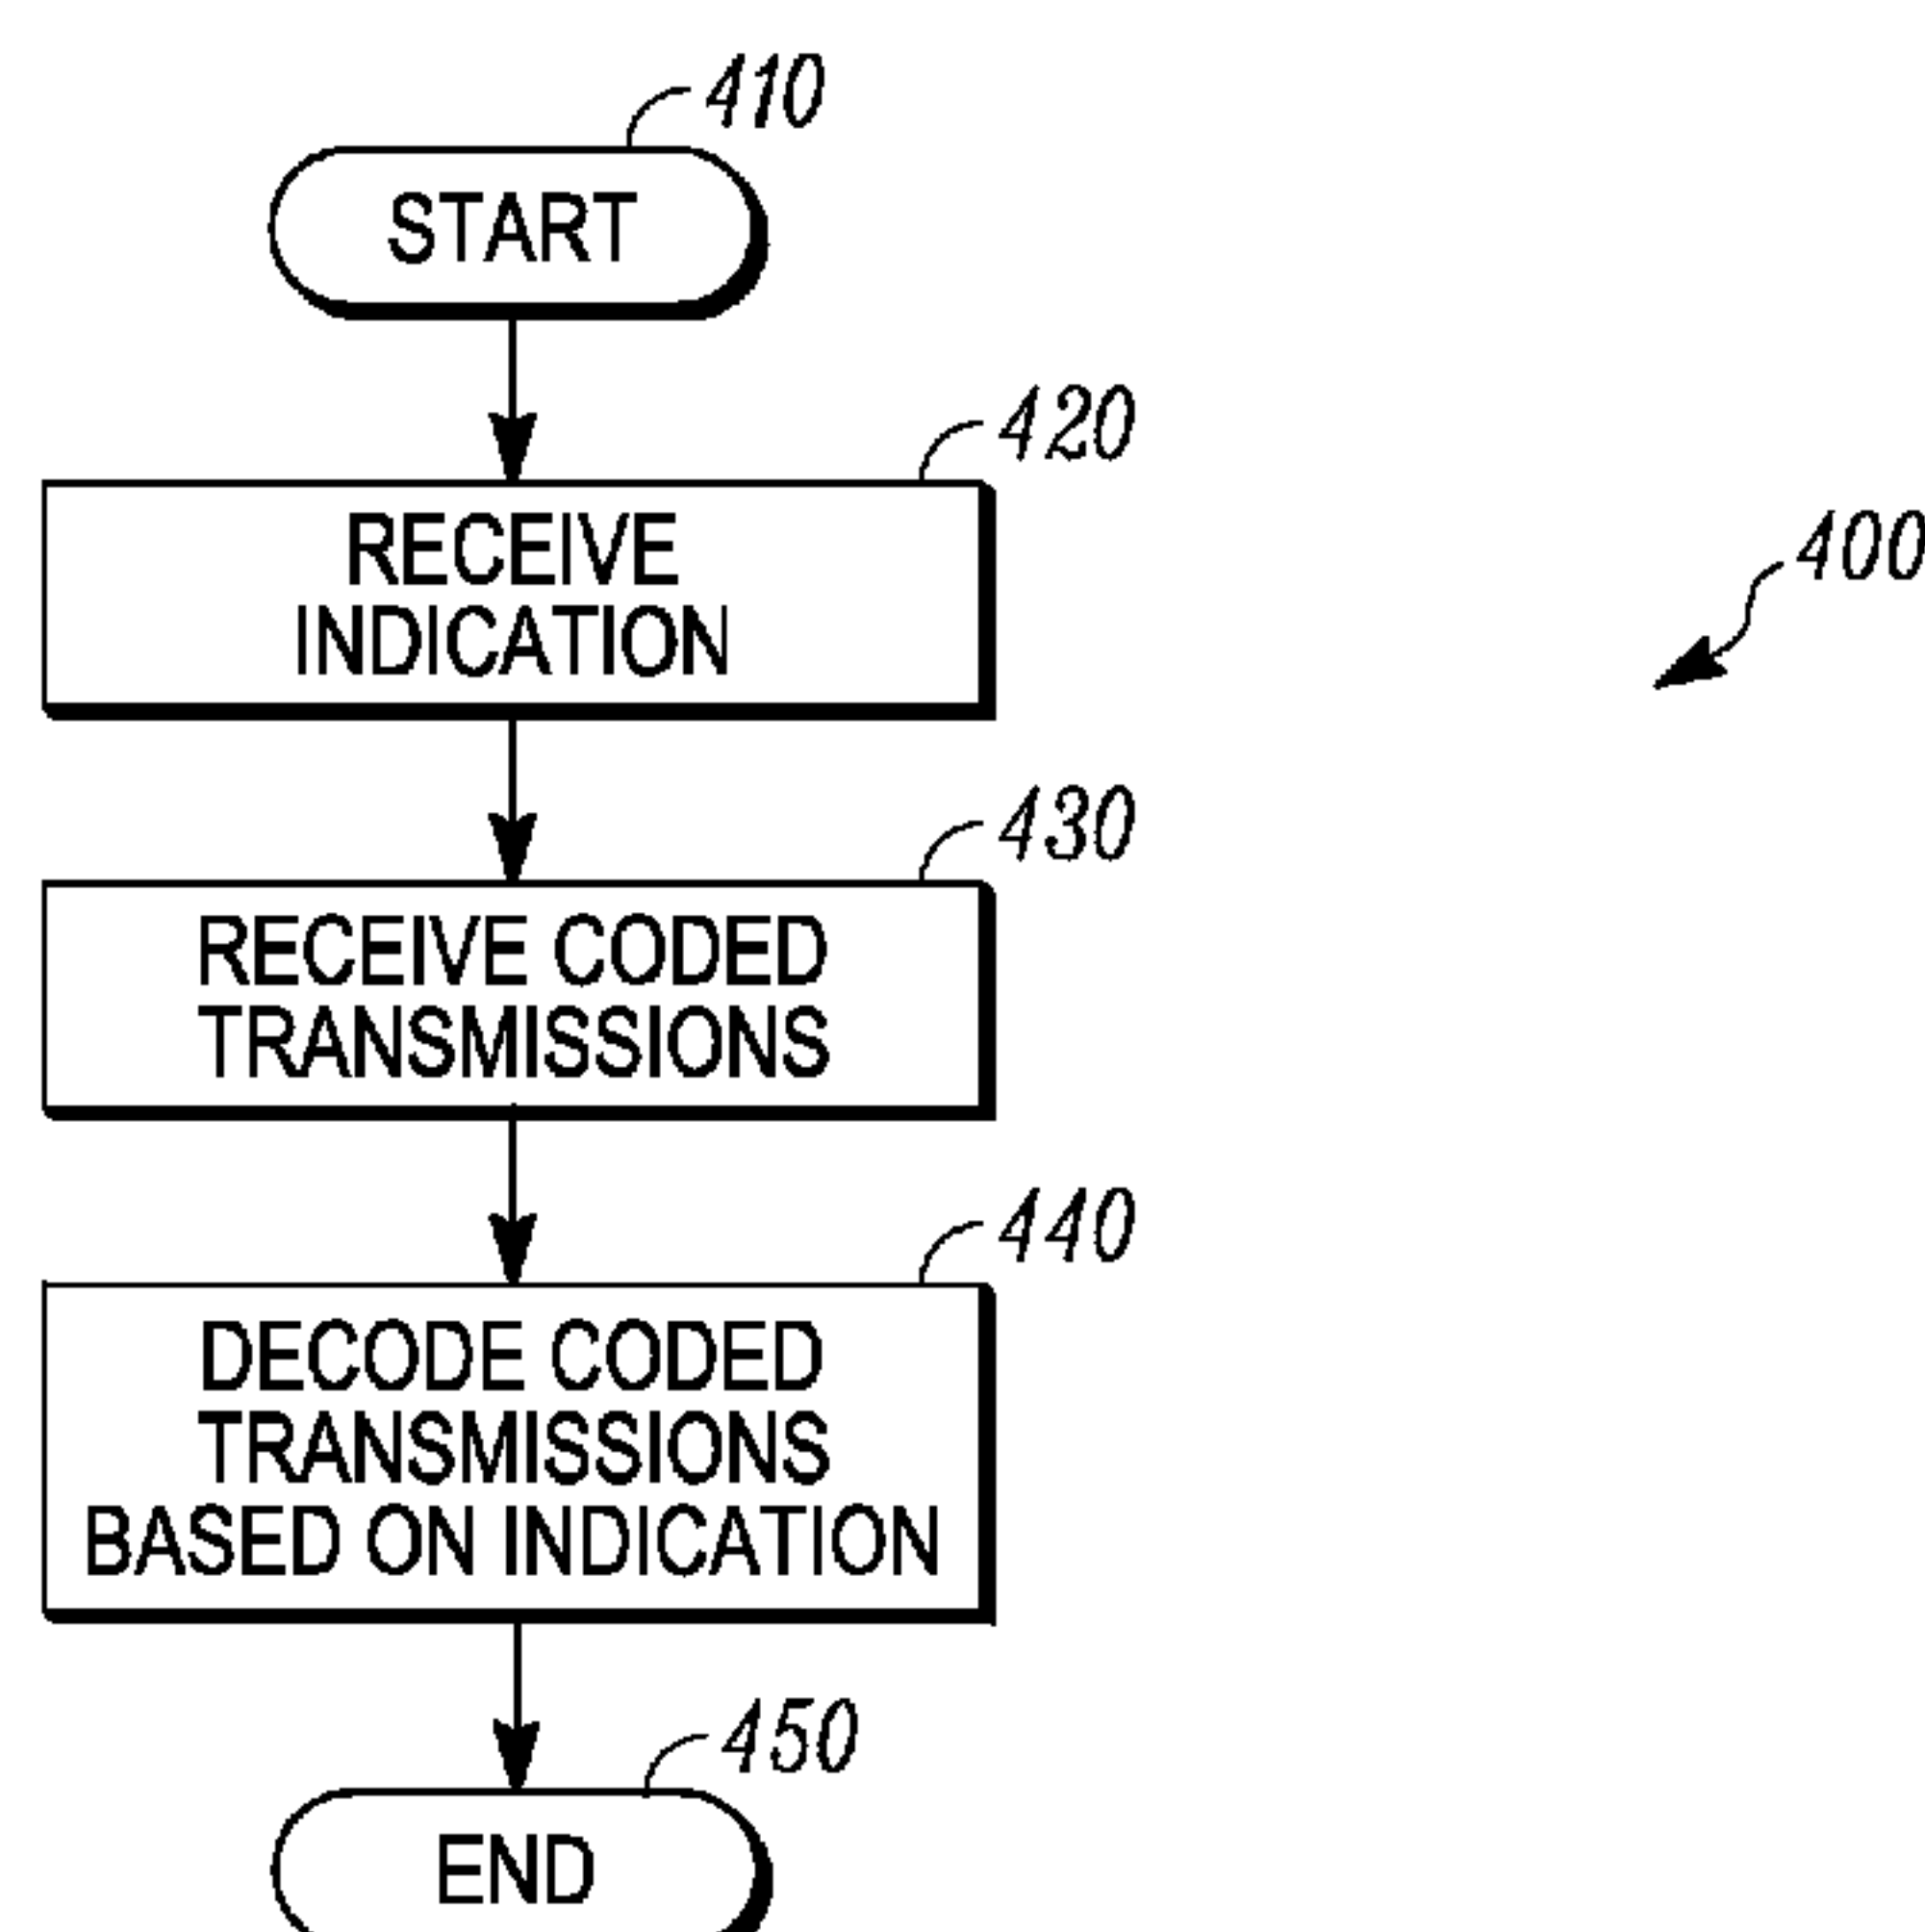 410
START
420
RECEIVE
INDICATION
400
430
RECEIVE CODED
TRANSMISSIONS
440
DECODE CODED
TRANSMISSIONS
BASED ON INDICATION
450
END